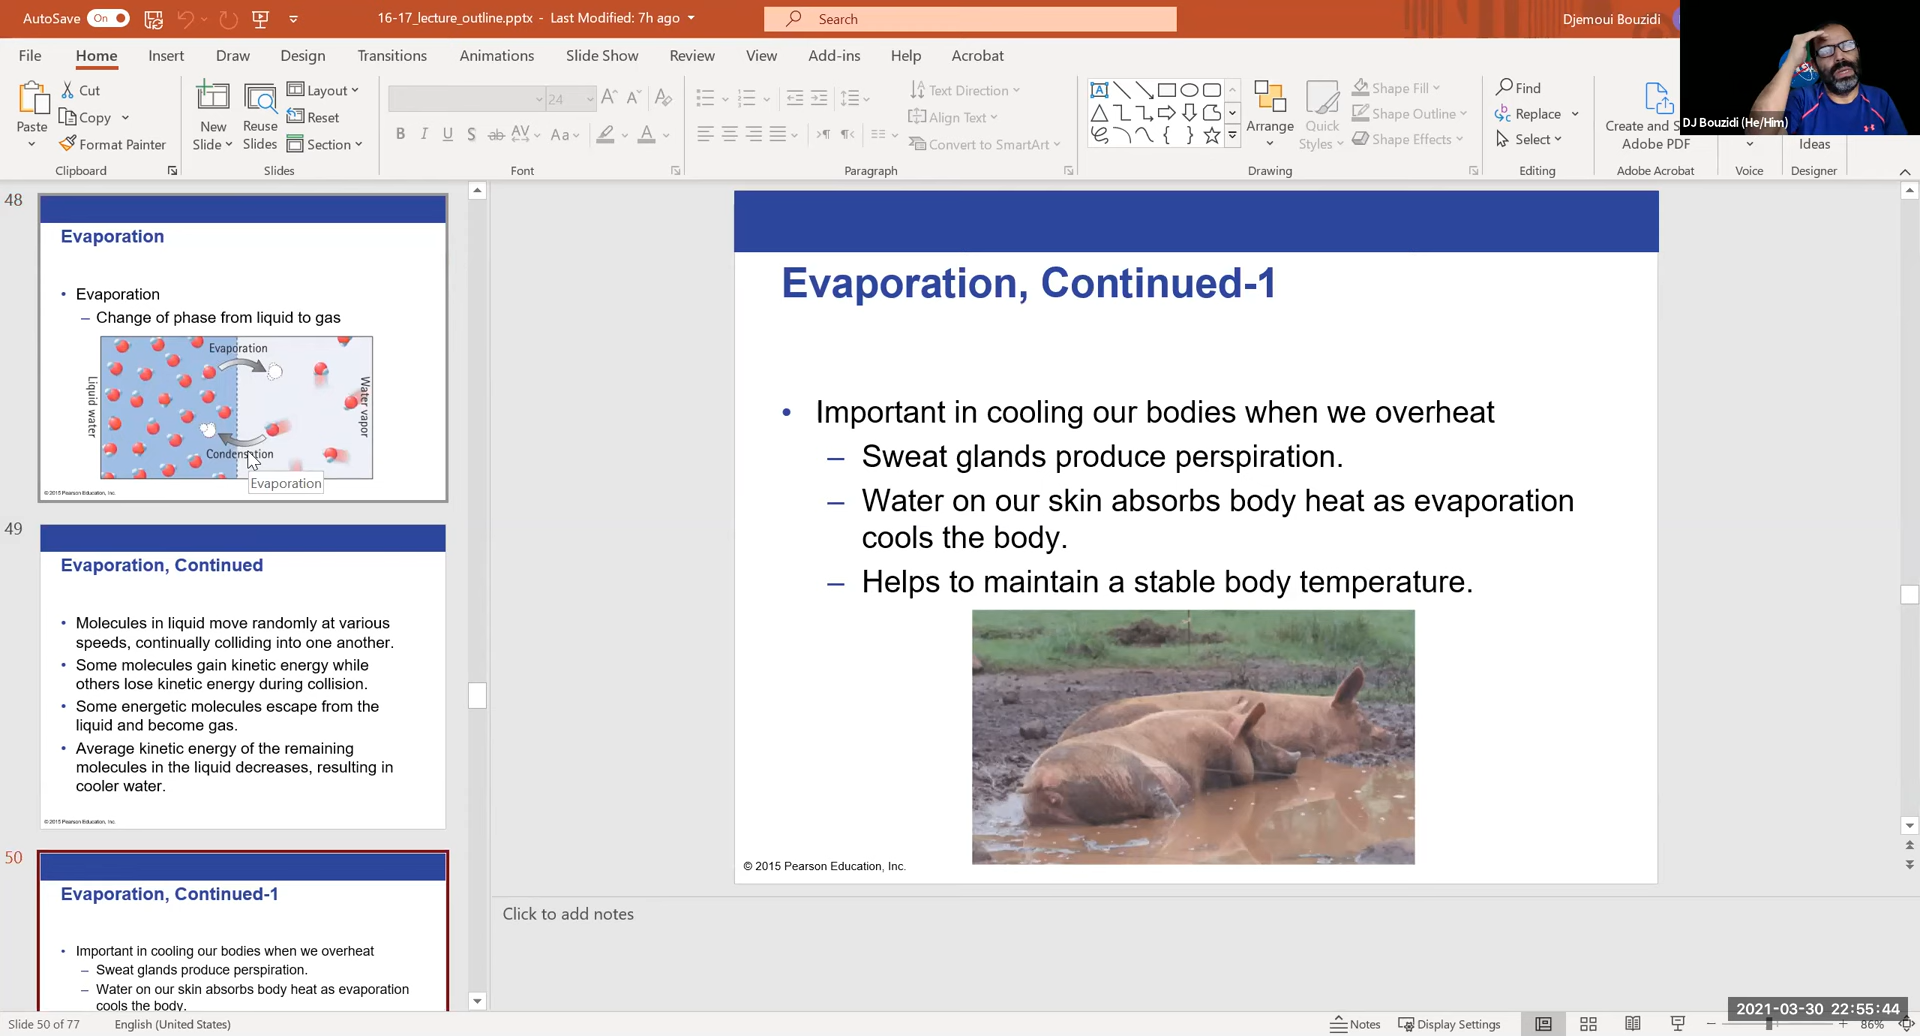 AutoSave On 16-17_lecture_outline.pptx - Last Modified: 7h ago Search Djemoui Bouzidi
File Home Insert Draw Design Transitions Animations Slide Show Review View Add-ins Help Acrobat
Paste
Cut
Copy
Format Painter
Clipboard
New Slide
Reuse Slides
Layout
Reset
Section
Slides
24
B I U S ab AV Aa A
Font
Text Direction
Align Text
Convert to SmartArt
Paragraph
Arrange
Quick Styles
Shape Fill
Shape Outline
Shape Effects
Drawing
Find
Replace
Select
Editing
Create and S
Adobe PDF
Adobe Acrobat
Voice
Ideas
Designer
DJ Bouzidi (He/Him)
48
Evaporation
• Evaporation
– Change of phase from liquid to gas
Evaporation
Liquid water
Water vapor
Condensation
Evaporation
© 2015 Pearson Education, Inc.
49
Evaporation, Continued
• Molecules in liquid move randomly at various
speeds, continually colliding into one another.
• Some molecules gain kinetic energy while
others lose kinetic energy during collision.
• Some energetic molecules escape from the
liquid and become gas.
• Average kinetic energy of the remaining
molecules in the liquid decreases, resulting in
cooler water.
© 2015 Pearson Education, Inc.
50
Evaporation, Continued-1
• Important in cooling our bodies when we overheat
– Sweat glands produce perspiration.
– Water on our skin absorbs body heat as evaporation
cools the body.
Evaporation, Continued-1
• Important in cooling our bodies when we overheat
– Sweat glands produce perspiration.
– Water on our skin absorbs body heat as evaporation
cools the body.
– Helps to maintain a stable body temperature.
© 2015 Pearson Education, Inc.
Click to add notes
2021-03-30 22:55:44
Slide 50 of 77 English (United States) Notes Display Settings 86%